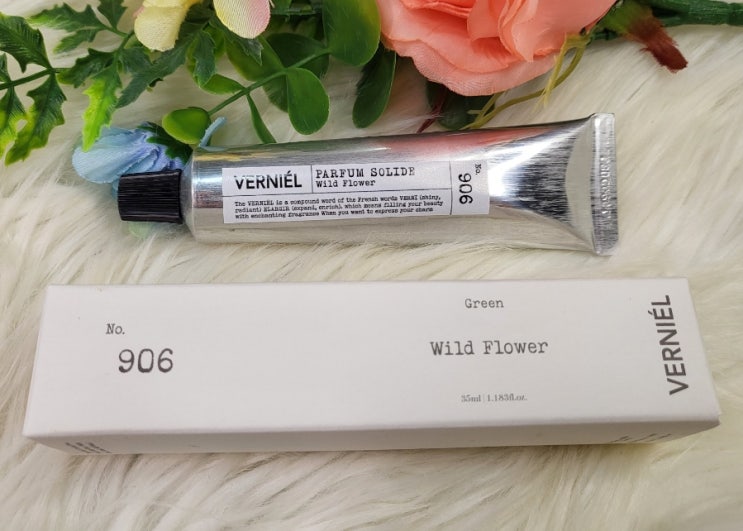 VERNIÉL
PARFUM SOLIDE
Wild Flower
The VERNIÉL is a compound word of the French words VERNI (shiny,
radiant) ELARGIR (expand, enrich), which means filling your beauty
with enchanting fragrance When you want to express your charm
No.
906
No.
906
Green
Wild Flower
35ml | 1.183fl.oz.
VERNIÉL